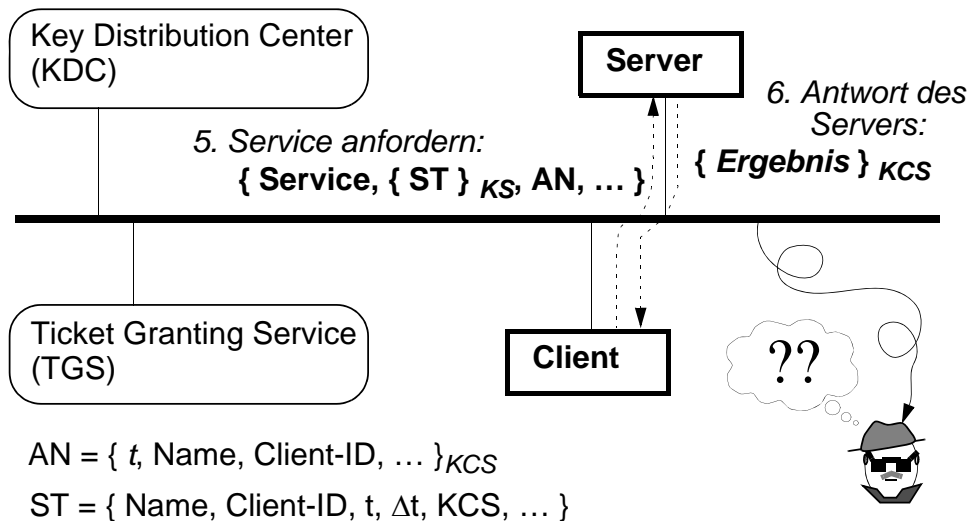 Key Distribution Center
(KDC)
Server
6. Antwort des
Servers:
{ Ergebnis } KCS
5. Service anfordern:
{ Service, { ST } KS, AN, … }
Ticket Granting Service
(TGS)
Client
??
AN = { t, Name, Client-ID, … }KCS
ST = { Name, Client-ID, t, Δt, KCS, … }